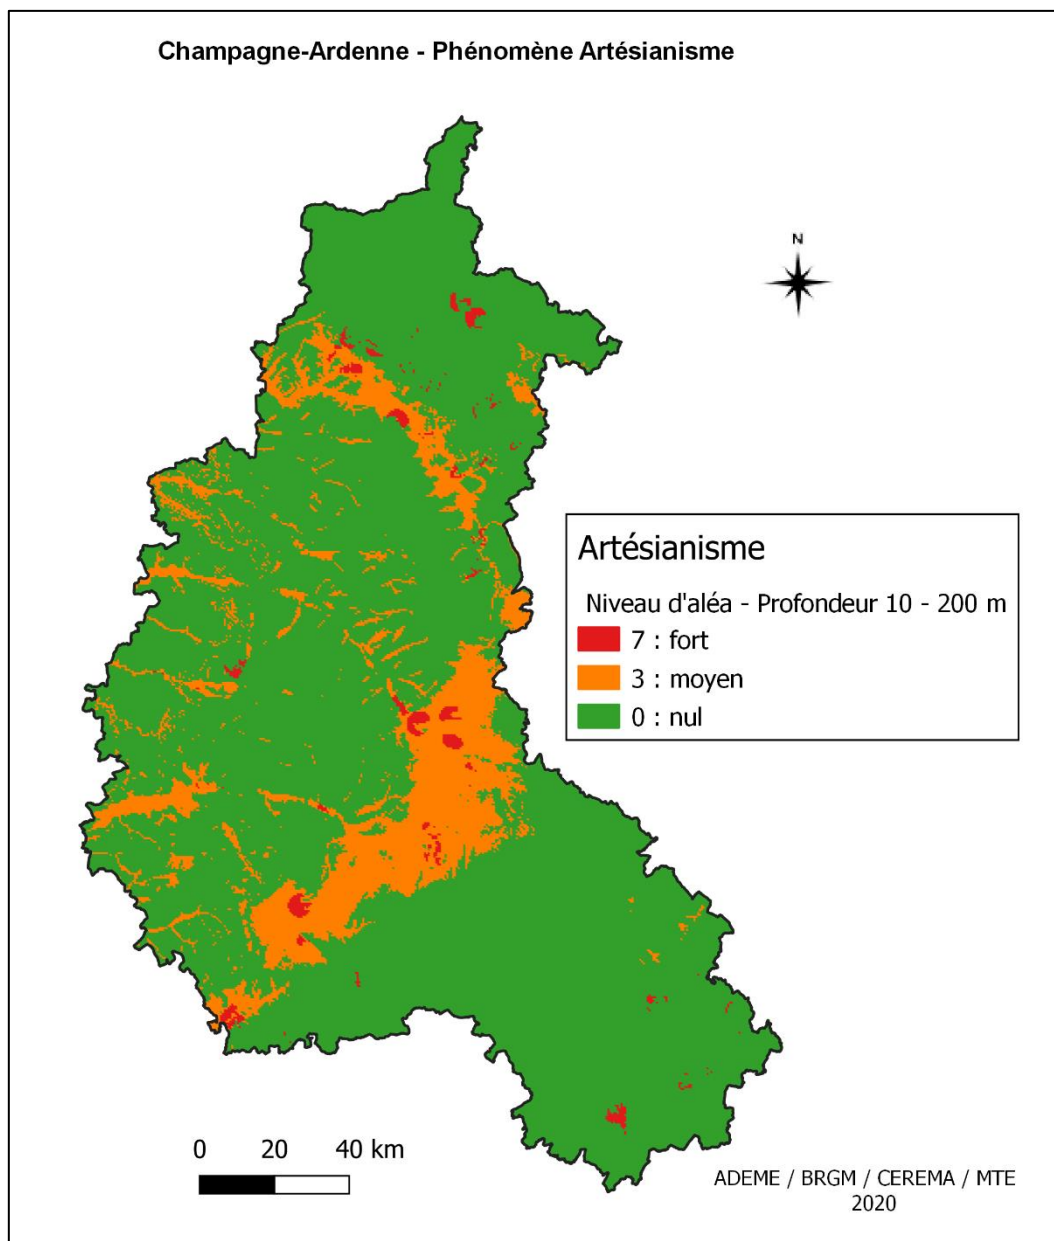 Champagne-Ardenne - Phénomène Artésianisme
N
Artésianisme
Niveau d'aléa - Profondeur 10 - 200 m
7 : fort
3 : moyen
0 : nul
0 20 40 km
ADEME / BRGM / CEREMA / MTE
2020